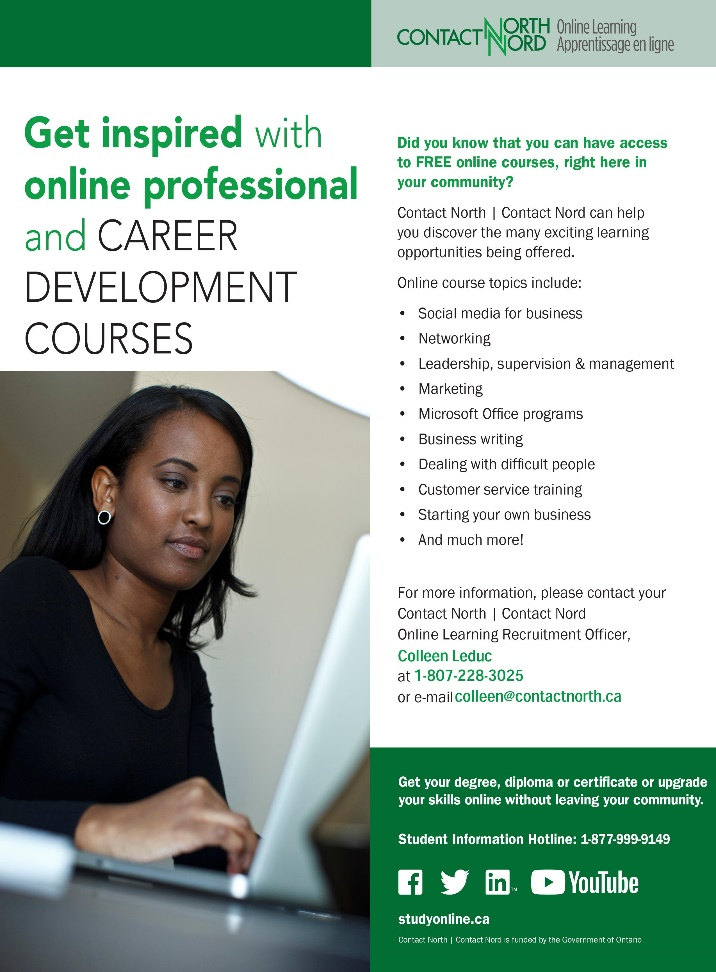 CONTACT NORTH NORD
Online Learning
Apprentissage en ligne
Get inspired with
online professional
and CAREER
DEVELOPMENT
COURSES
Did you know that you can have access
to FREE online courses, right here in
your community?
Contact North | Contact Nord can help
you discover the many exciting learning
opportunities being offered.
Online course topics include:
• Social media for business
• Networking
• Leadership, supervision & management
• Marketing
• Microsoft Office programs
• Business writing
• Dealing with difficult people
• Customer service training
• Starting your own business
• And much more!
For more information, please contact your
Contact North | Contact Nord
Online Learning Recruitment Officer,
Colleen Leduc
at 1-807-228-3025
or e-mail colleen@contactnorth.ca
Get your degree, diploma or certificate or upgrade
your skills online without leaving your community.
Student Information Hotline: 1-877-999-9149
f in YouTube
studyonline.ca
Contact North | Contact Nord is funded by the Government of Ontario